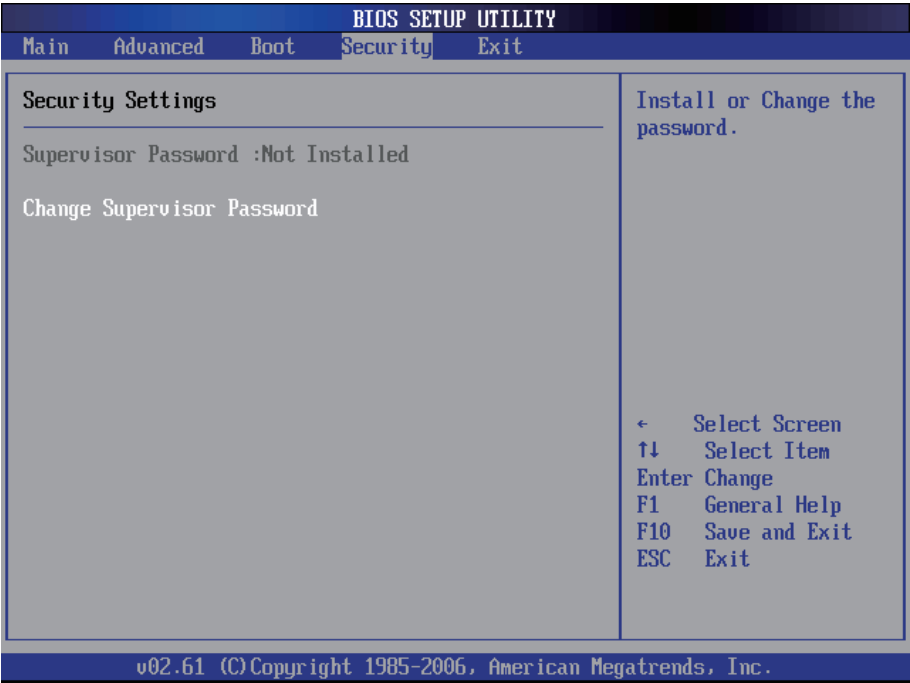 BIOS SETUP UTILITY
Main Advanced Boot Security Exit
Security Settings
Supervisor Password :Not Installed
Change Supervisor Password
Install or Change the
password.
← Select Screen
↑↓ Select Item
Enter Change
F1 General Help
F10 Save and Exit
ESC Exit
v02.61 (C)Copyright 1985-2006, American Megatrends, Inc.